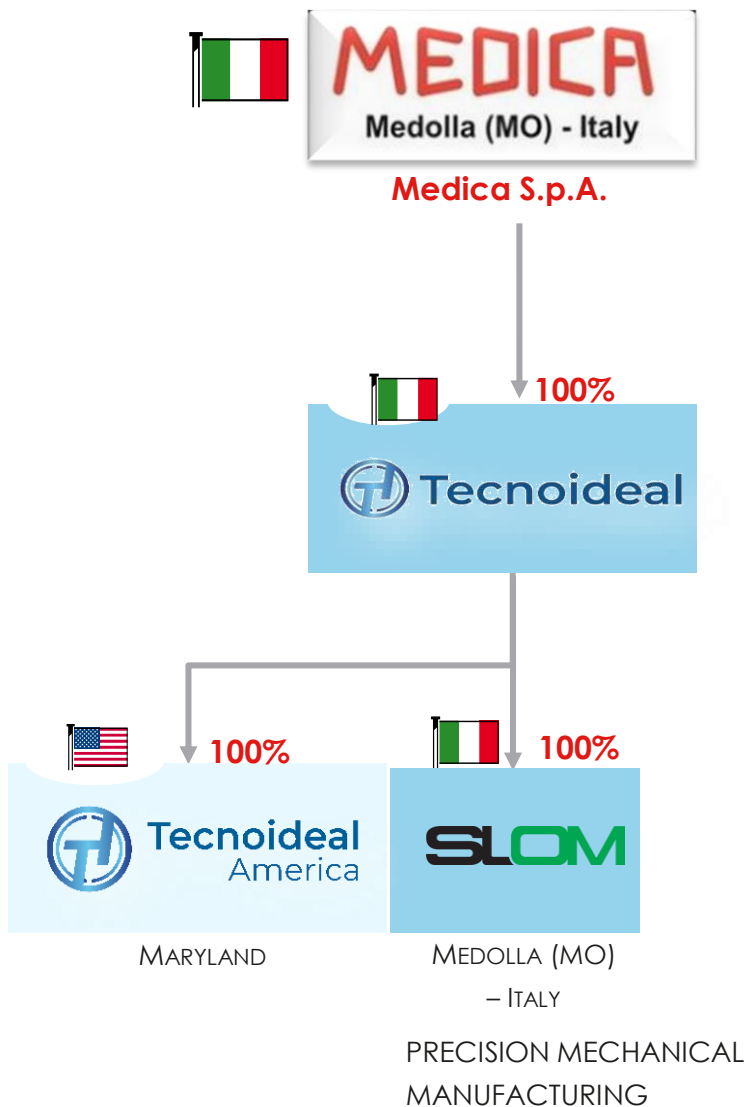 MEDICA
Medolla (MO) - Italy
Medica S.p.A.
100%
Tecnoideal
100%
100%
Tecnoideal
America
SLOM
MARYLAND
MEDOLLA (MO)
– ITALY
PRECISION MECHANICAL
MANUFACTURING